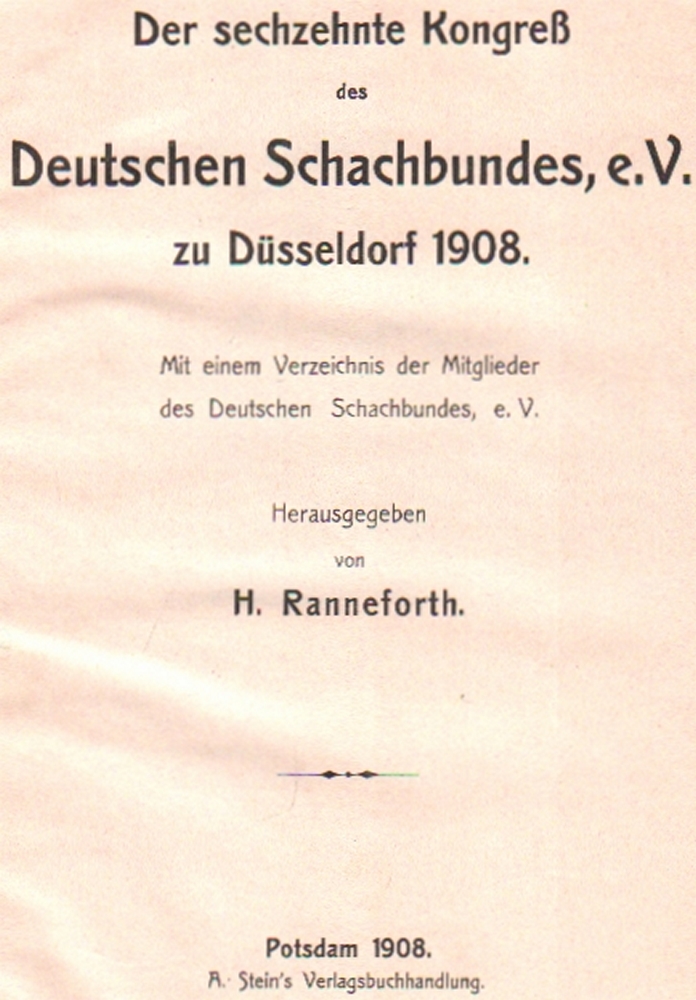 Der sechzehnte Kongreß
des
Deutschen Schachbundes, e.V.
zu Düsseldorf 1908.
Mit einem Verzeichnis der Mitglieder
des Deutschen Schachbundes, e. V.
Herausgegeben
von
H. Ranneforth.
Potsdam 1908.
A. Stein's Verlagsbuchhandlung.